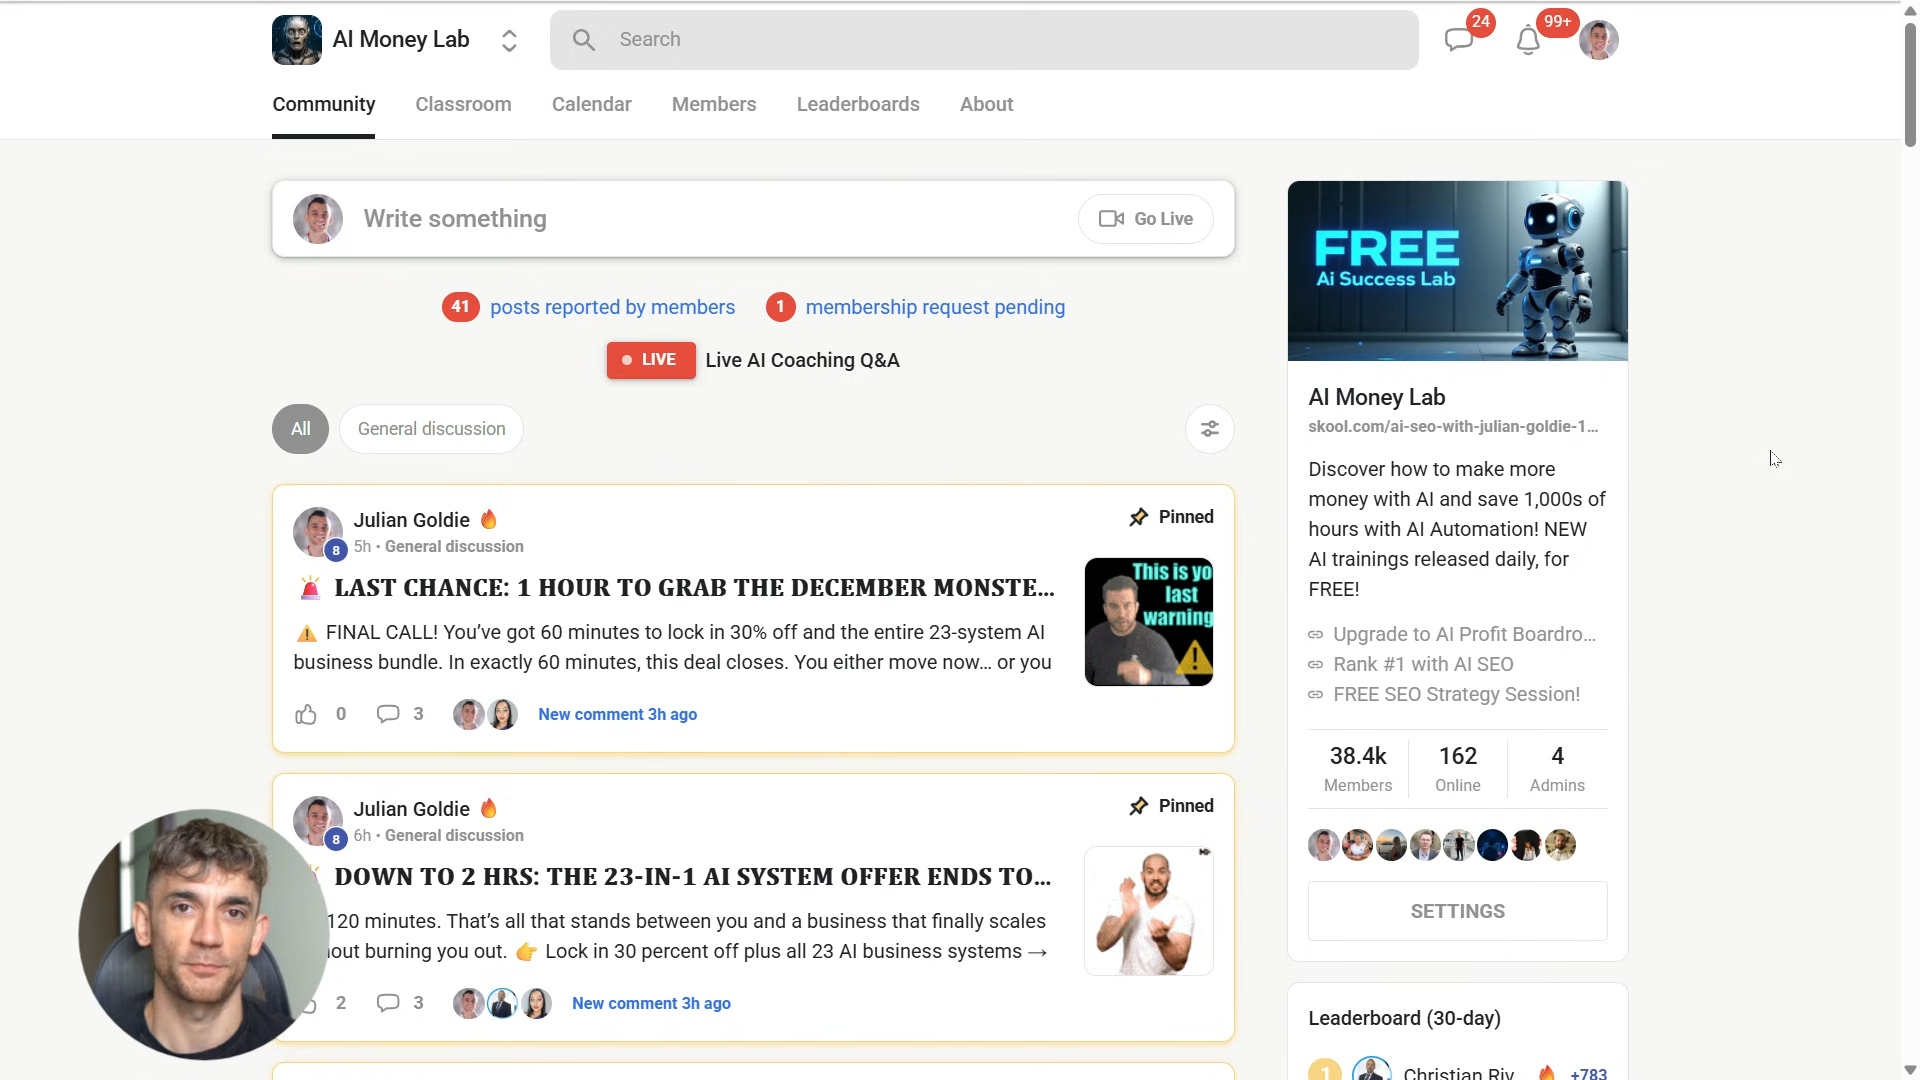 AI Money Lab
Search
24
99+
Community
Classroom
Calendar
Members
Leaderboards
About
Write something
Go Live
41 posts reported by members
1 membership request pending
LIVE
Live AI Coaching Q&A
All
General discussion
Julian Goldie
8
5h • General discussion
Pinned
LAST CHANCE: 1 HOUR TO GRAB THE DECEMBER MONSTE...
FINAL CALL! You’ve got 60 minutes to lock in 30% off and the entire 23-system AI
business bundle. In exactly 60 minutes, this deal closes. You either move now… or you
This is yo
last
warning
0
3
New comment 3h ago
Julian Goldie
8
6h • General discussion
Pinned
DOWN TO 2 HRS: THE 23-IN-1 AI SYSTEM OFFER ENDS TO...
120 minutes. That’s all that stands between you and a business that finally scales
out burning you out. 👉 Lock in 30 percent off plus all 23 AI business systems →
2
3
New comment 3h ago
FREE
Ai Success Lab
AI Money Lab
skool.com/ai-seo-with-julian-goldie-1...
Discover how to make more
money with AI and save 1,000s of
hours with AI Automation! NEW
AI trainings released daily, for
FREE!
Upgrade to AI Profit Boardro...
Rank #1 with AI SEO
FREE SEO Strategy Session!
38.4k
Members
162
Online
4
Admins
SETTINGS
Leaderboard (30-day)
1
Christian Riv
+783